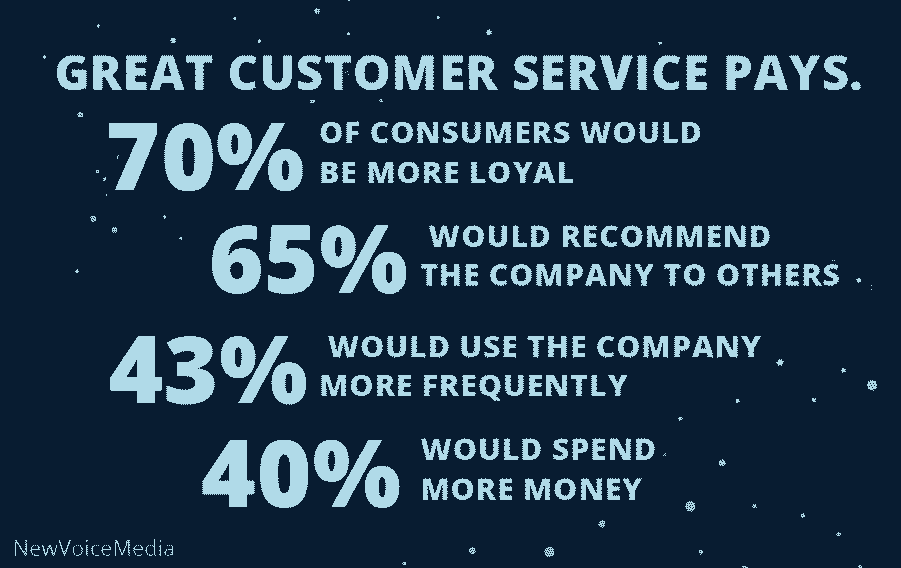 GREAT CUSTOMER SERVICE PAYS.
70% OF CONSUMERS WOULD
BE MORE LOYAL
65% WOULD RECOMMEND
THE COMPANY TO OTHERS
43% WOULD USE THE COMPANY
MORE FREQUENTLY
40% WOULD SPEND
MORE MONEY
NewVoiceMedia